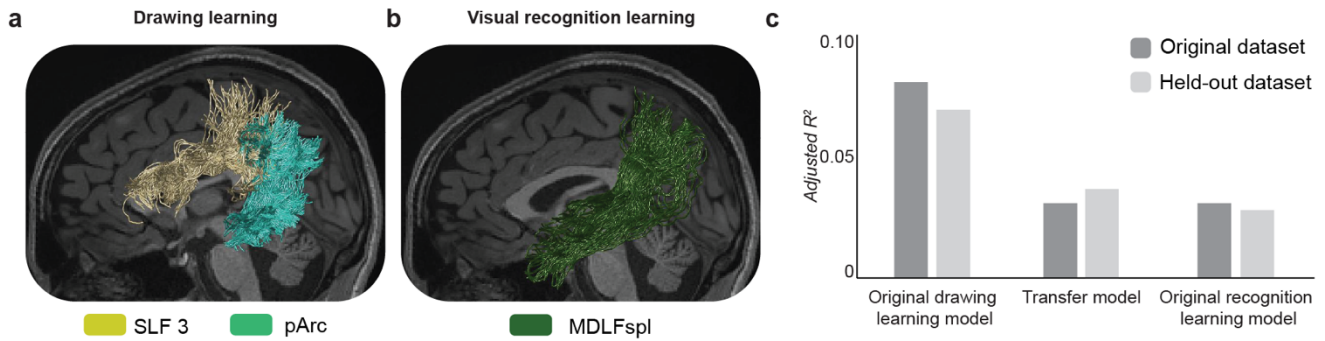 a
Drawing learning
SLF 3
pArc
b
Visual recognition learning
MDLFspl
c
Adjusted R²
0.10
0.05
0
Original dataset
Held-out dataset
Original drawing
learning model
Transfer model
Original recognition
learning model